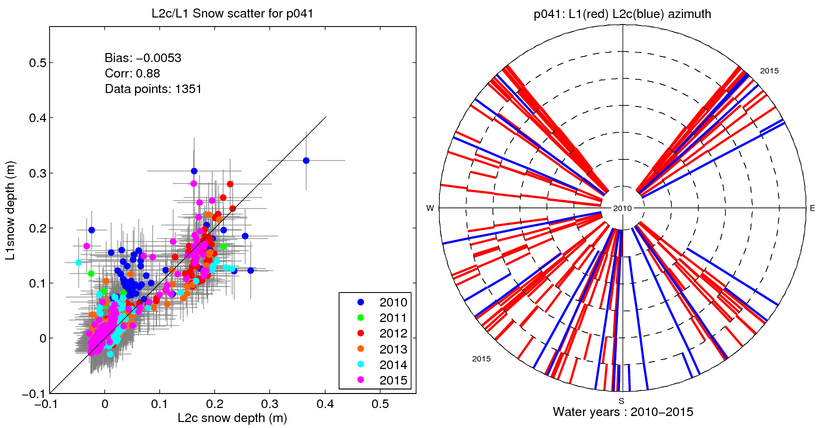 L2c/L1 Snow scatter for p041
Bias: −0.0053
Corr: 0.88
Data points: 1351
0.5
0.4
0.3
0.2
0.1
0
−0.1
L1snow depth (m)
−0.1 0 0.1 0.2 0.3 0.4 0.5
L2c snow depth (m)
2010
2011
2012
2013
2014
2015
p041: L1(red) L2c(blue) azimuth
2015
W
2010
E
2015
S
Water years : 2010−2015